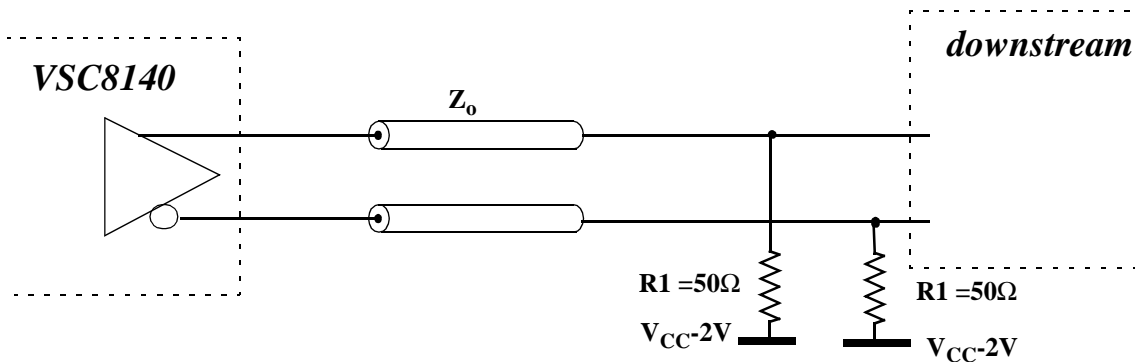 VSC8140
downstream
Zo
R1 =50Ω
VCC-2V
R1 =50Ω
VCC-2V